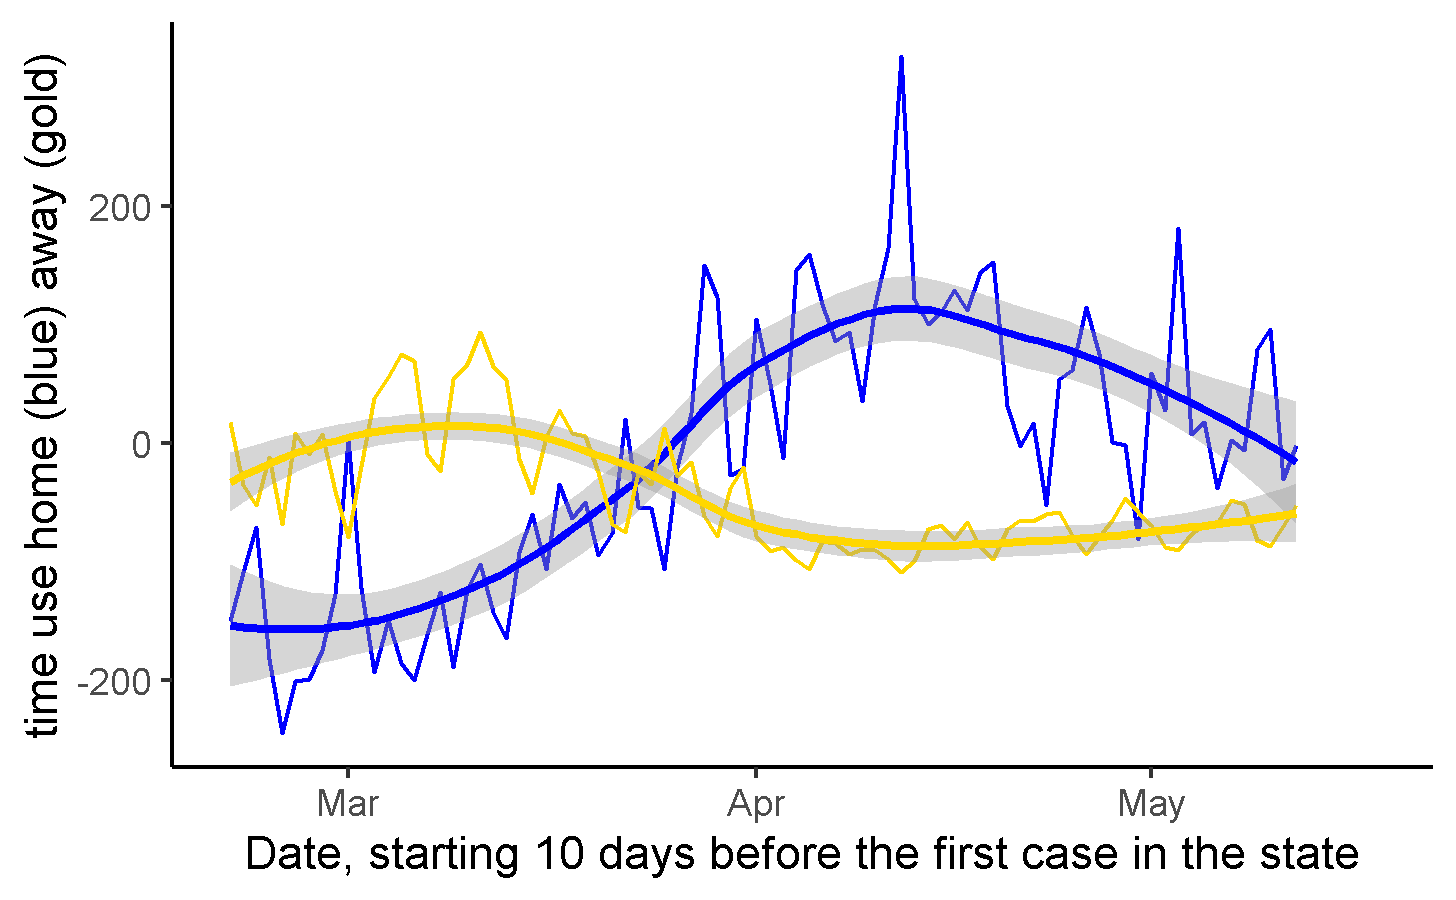 time use home (blue) away (gold)
200
0
-200
Mar
Apr
May
Date, starting 10 days before the first case in the state